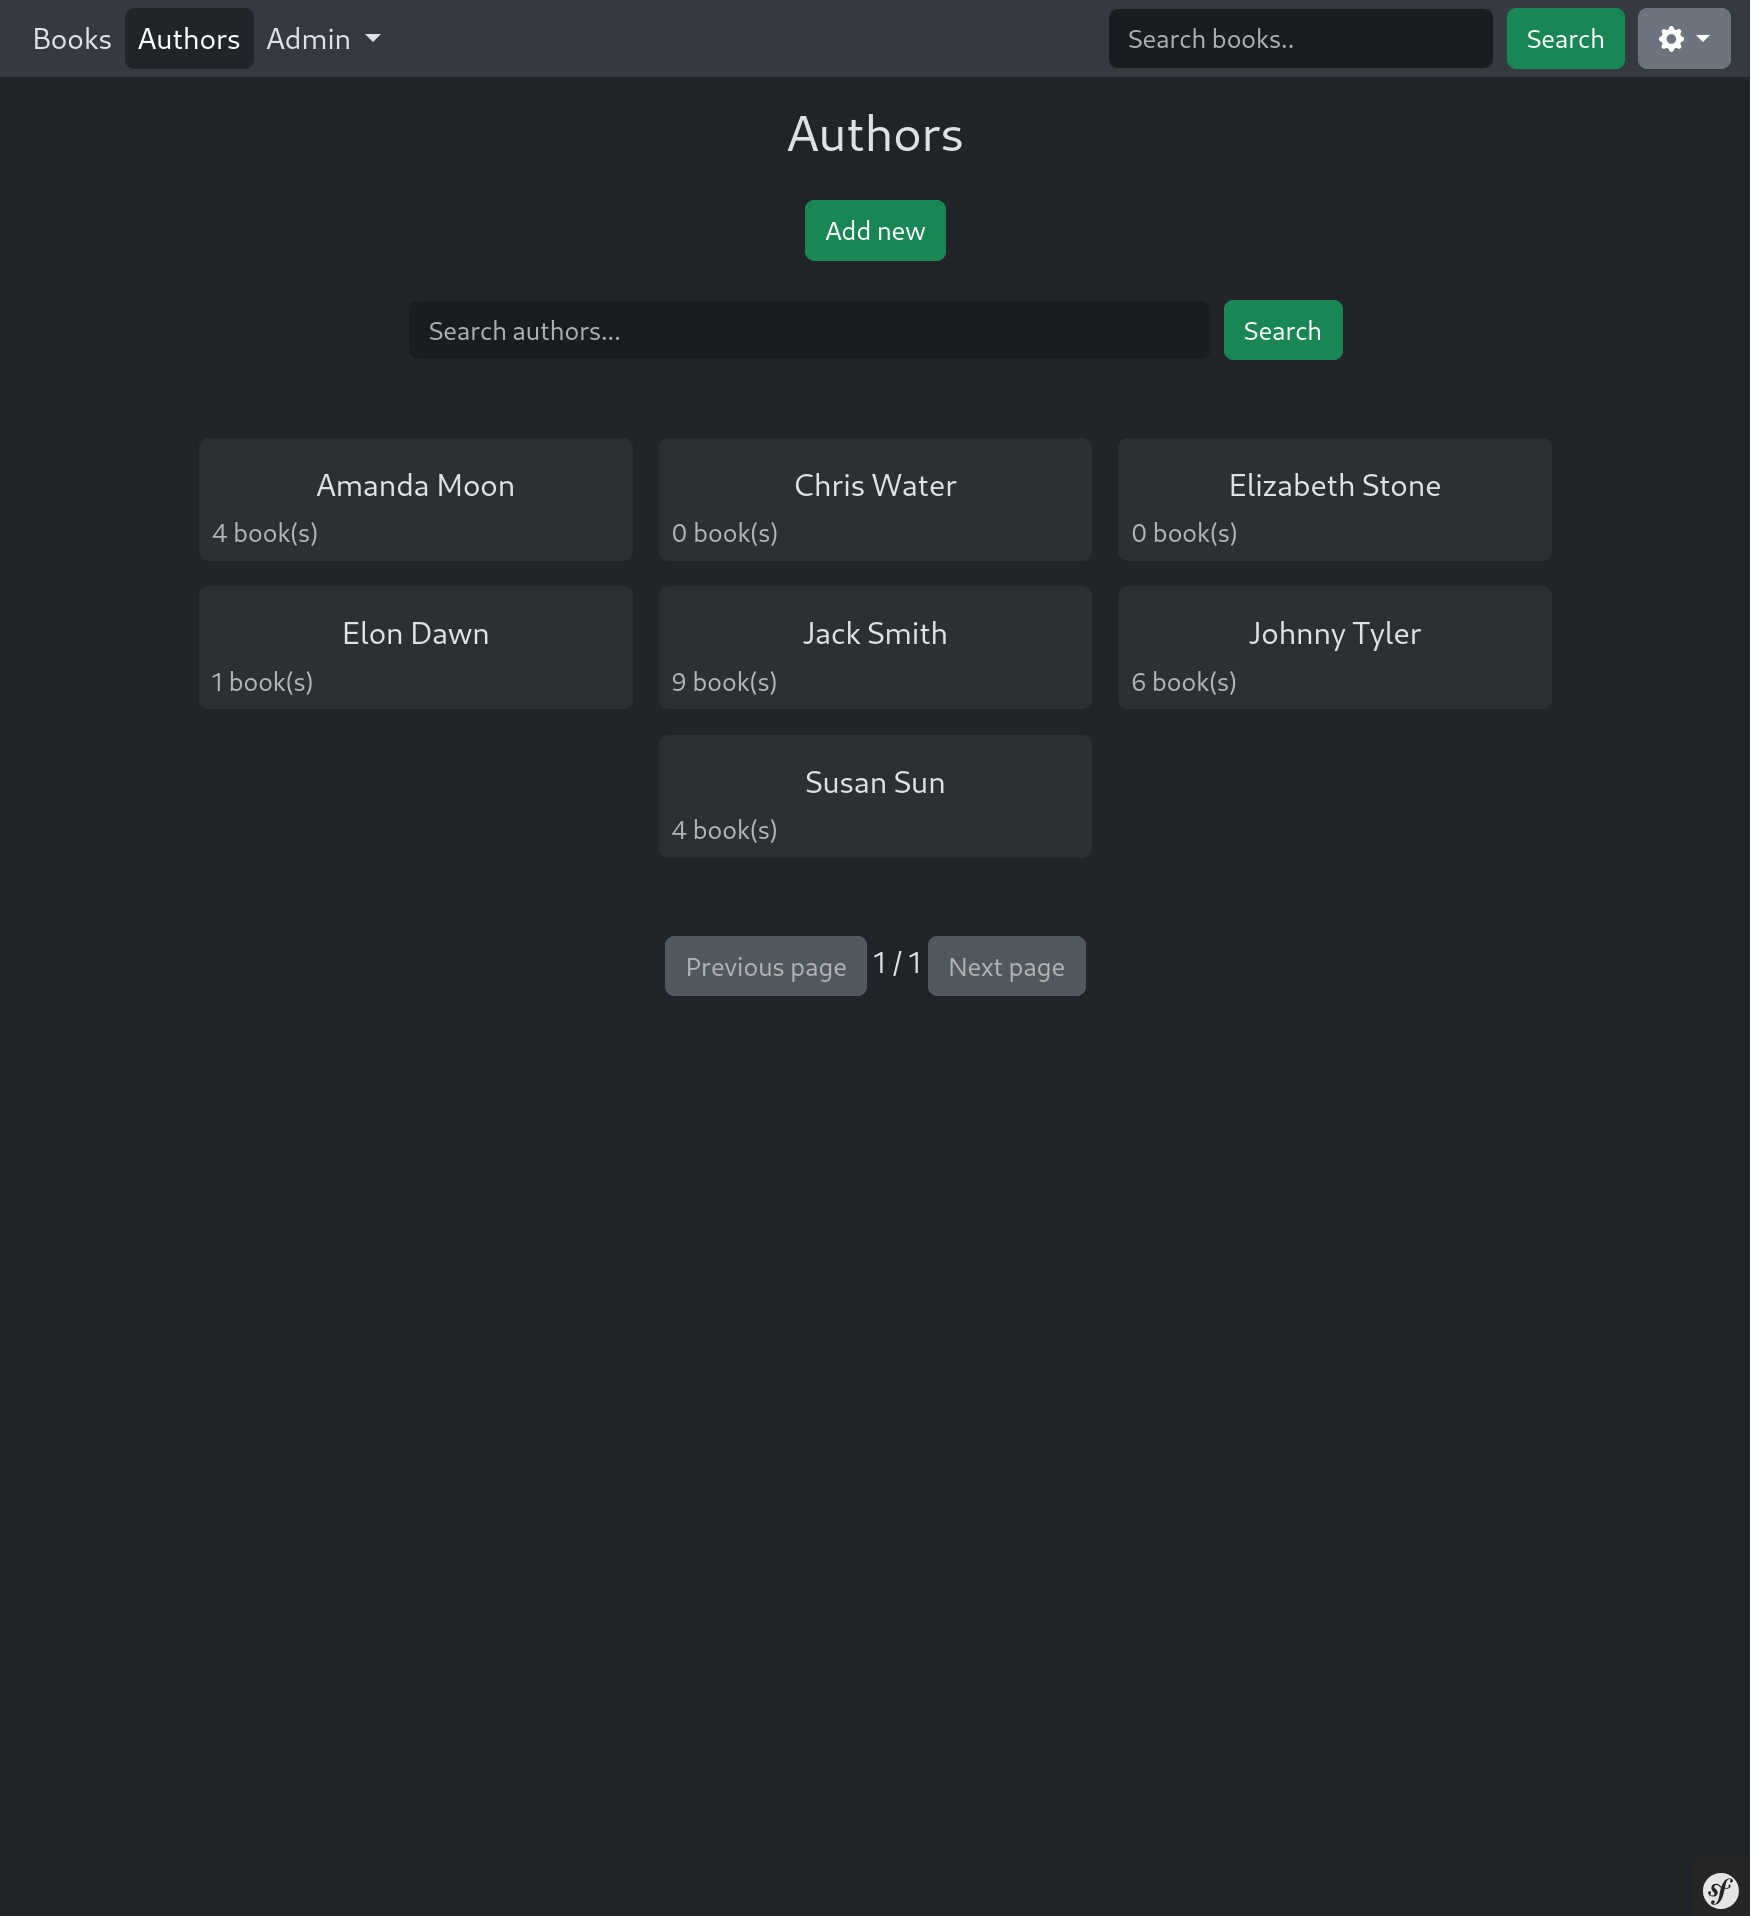 Books Authors Admin Search books.. Search
Authors
Add new
Search authors... Search
Amanda Moon
4 book(s)
Chris Water
0 book(s)
Elizabeth Stone
0 book(s)
Elon Dawn
1 book(s)
Jack Smith
9 book(s)
Johnny Tyler
6 book(s)
Susan Sun
4 book(s)
Previous page 1 / 1 Next page
sf